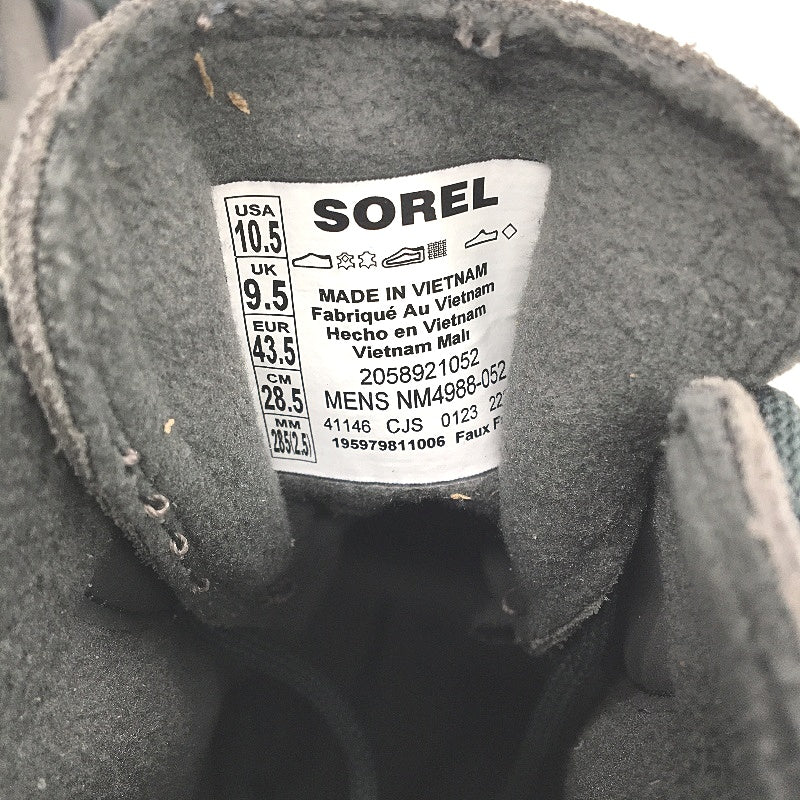 USA
10.5
UK
9.5
EUR
43.5
CM
28.5
MM
285(2.5)
SOREL
MADE IN VIETNAM
Fabriqué Au Vietnam
Hecho en Vietnam
Vietnam Malı
2058921052
MENS NM4988-052
41146 CJS 0123
195979811006 Faux